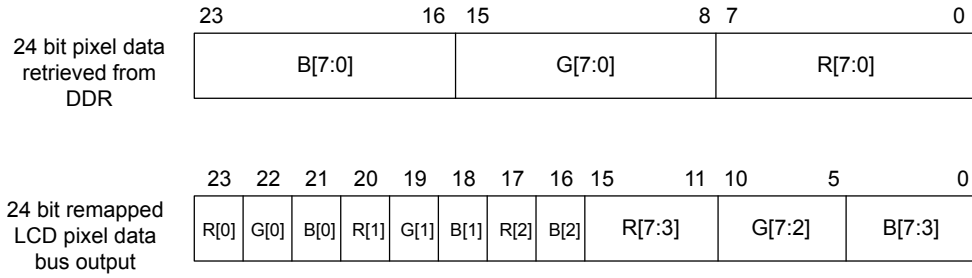 23 16 15 8 7 0
24 bit pixel data
retrieved from
DDR
B[7:0] G[7:0] R[7:0]
23 22 21 20 19 18 17 16 15 11 10 5 0
24 bit remapped
LCD pixel data
bus output
R[0] G[0] B[0] R[1] G[1] B[1] R[2] B[2] R[7:3] G[7:2] B[7:3]